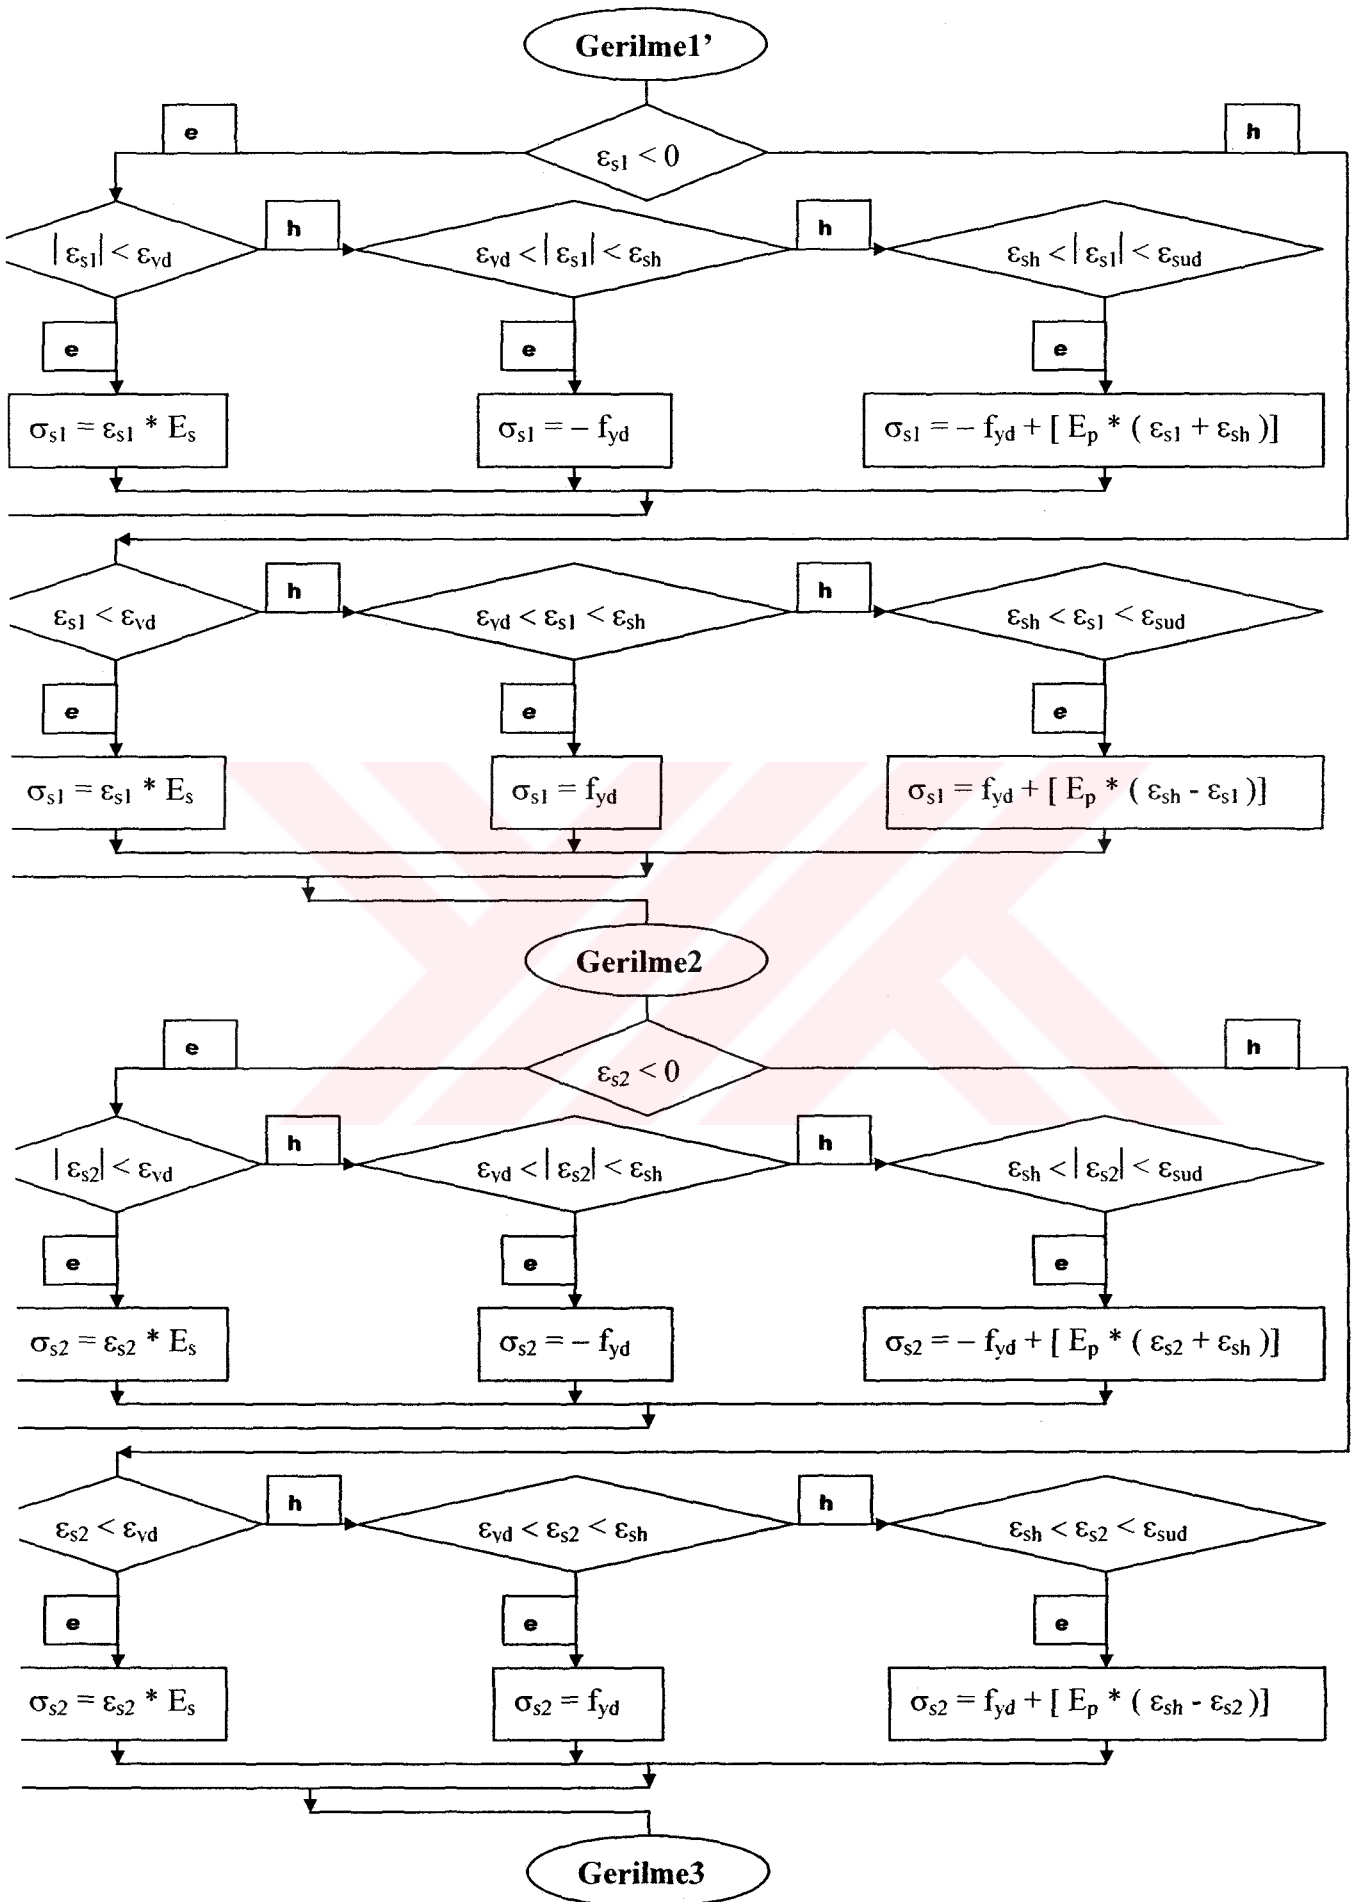 Gerilme1’
e
h
εs1 < 0
|εs1| < εyd
h
εyd < |εs1| < εsh
h
εsh < |εs1| < εsud
e
e
e
σs1 = εs1 * Es
σs1 = – fyd
σs1 = – fyd + [ Ep * ( εs1 + εsh )]
εs1 < εyd
h
εyd < εs1 < εsh
h
εsh < εs1 < εsud
e
e
e
σs1 = εs1 * Es
σs1 = fyd
σs1 = fyd + [ Ep * ( εsh - εs1 )]
Gerilme2
e
h
εs2 < 0
|εs2| < εyd
h
εyd < |εs2| < εsh
h
εsh < |εs2| < εsud
e
e
e
σs2 = εs2 * Es
σs2 = – fyd
σs2 = – fyd + [ Ep * ( εs2 + εsh )]
εs2 < εyd
h
εyd < εs2 < εsh
h
εsh < εs2 < εsud
e
e
e
σs2 = εs2 * Es
σs2 = fyd
σs2 = fyd + [ Ep * ( εsh - εs2 )]
Gerilme3